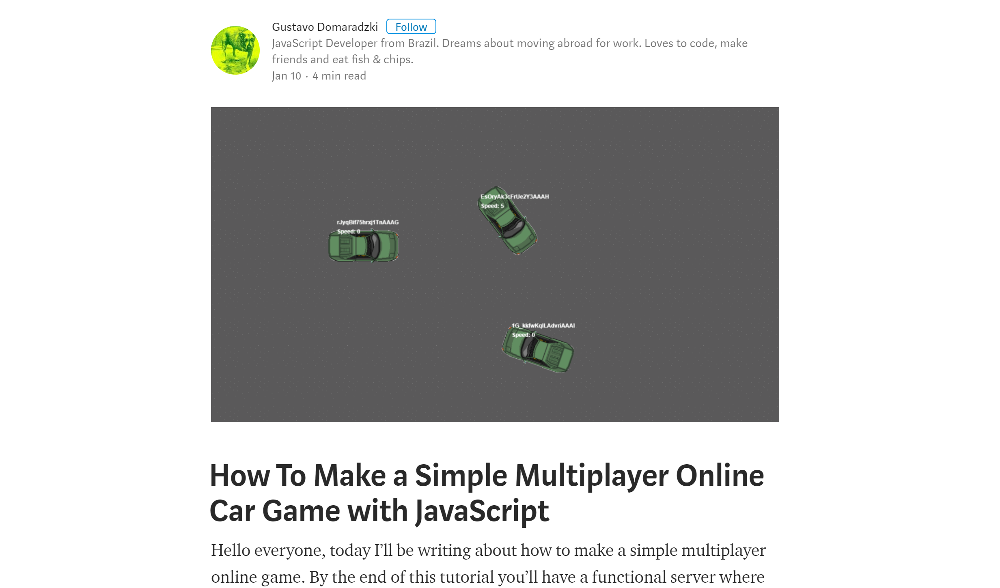 Gustavo Domaradzki Follow
JavaScript Developer from Brazil. Dreams about moving abroad for work. Loves to code, make
friends and eat fish & chips.
Jan 10 · 4 min read
EsOryAk3cFrUe2Y3AAAH
Speed: 5
rJyqBif75hrxj1TnAAAG
Speed: 0
1G_kkfwKqlLAdvriAAAI
Speed: 0
How To Make a Simple Multiplayer Online
Car Game with JavaScript
Hello everyone, today I’ll be writing about how to make a simple multiplayer
online game. By the end of this tutorial you’ll have a functional server where